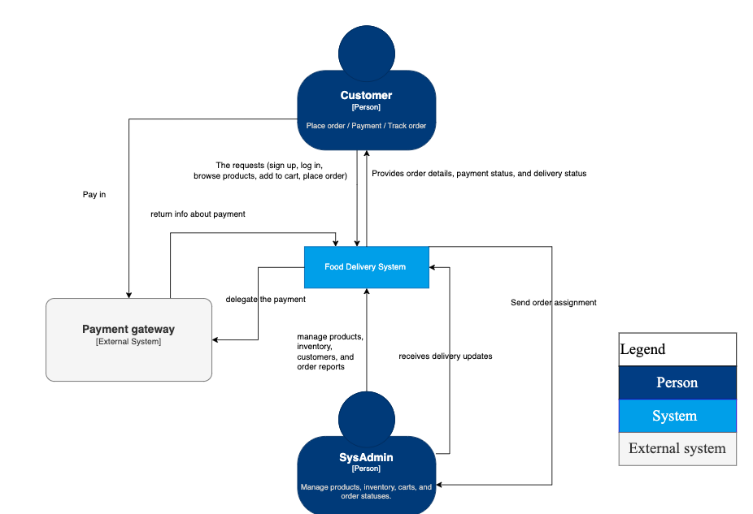 Customer
[Person]
Place order / Payment / Track order
The requests (sign up, log in,
browse products, add to cart, place order)
Provides order details, payment status, and delivery status
Pay in
return info about payment
Food Delivery System
delegate the payment
Send order assignment
Payment gateway
[External System]
manage products,
inventory,
customers, and
order reports
receives delivery updates
SysAdmin
[Person]
Manage products, inventory, carts, and
order statuses.
Legend
Person
System
External system